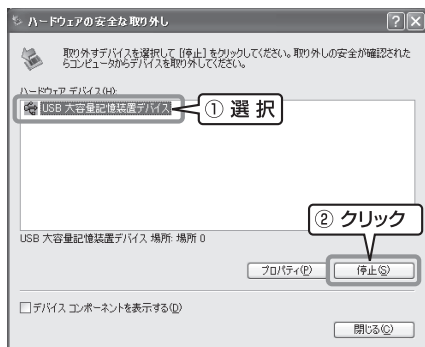 ハードウェアの安全な取り外し
取り外すデバイスを選択して [停止] をクリックしてください。取り外しの安全が確認された
らコンピュータからデバイスを取り外してください。
ハードウェア デバイス(H):
USB 大容量記憶装置デバイス
① 選 択
② クリック
USB 大容量記憶装置デバイス 場所: 場所 0
プロパティ(P)
停止(S)
デバイス コンポーネントを表示する(D)
閉じる(C)